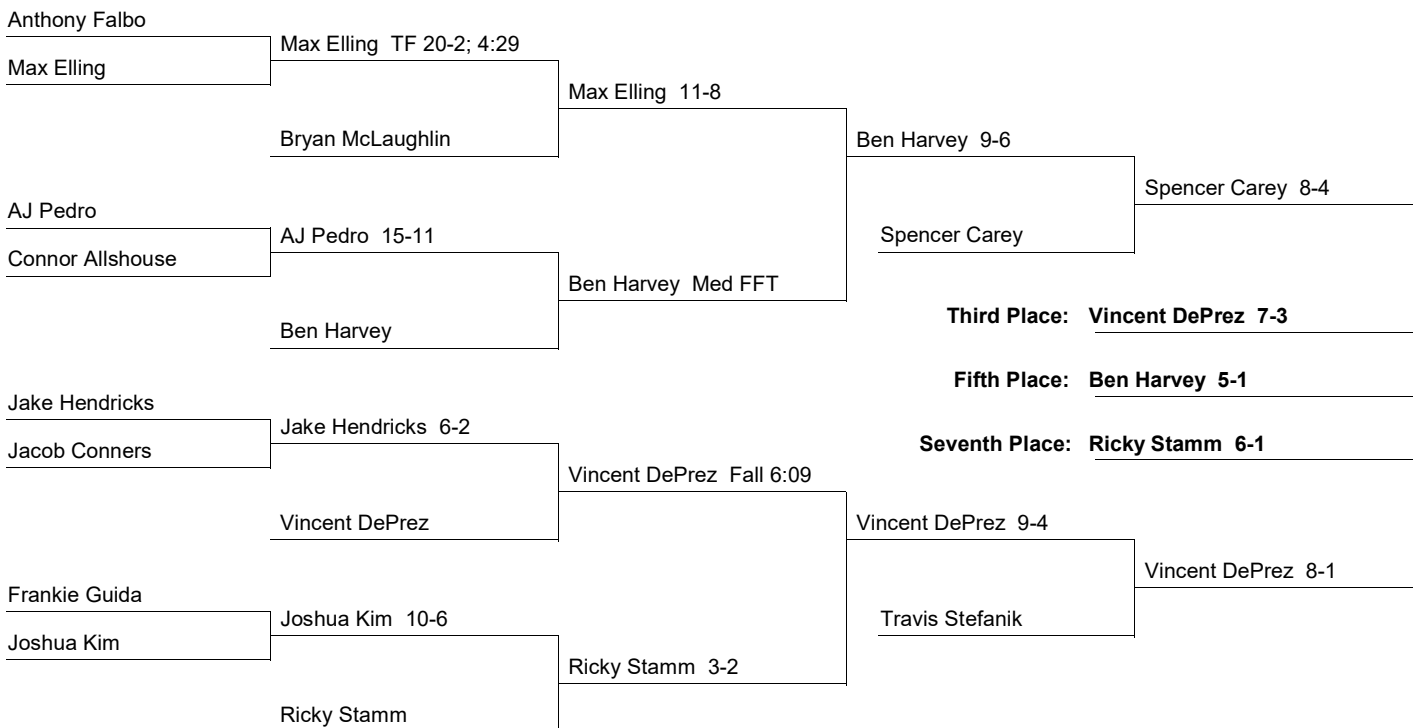 Anthony Falbo
Max Elling TF 20-2; 4:29
Max Elling
Max Elling 11-8
Bryan McLaughlin
Ben Harvey 9-6
Spencer Carey 8-4
AJ Pedro
AJ Pedro 15-11
Spencer Carey
Connor Allshouse
Ben Harvey Med FFT
Third Place: Vincent DePrez 7-3
Ben Harvey
Fifth Place: Ben Harvey 5-1
Jake Hendricks
Jake Hendricks 6-2
Seventh Place: Ricky Stamm 6-1
Jacob Conners
Vincent DePrez Fall 6:09
Vincent DePrez
Vincent DePrez 9-4
Vincent DePrez 8-1
Frankie Guida
Joshua Kim 10-6
Travis Stefanik
Joshua Kim
Ricky Stamm 3-2
Ricky Stamm